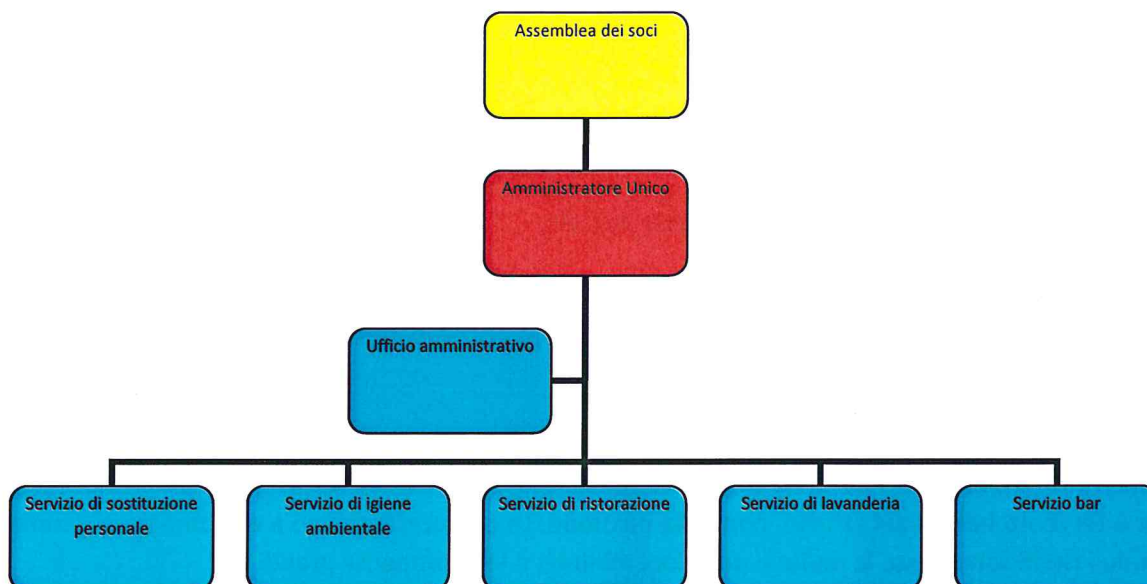 Assemblea dei soci
Amministratore Unico
Ufficio amministrativo
Servizio di sostituzione
personale
Servizio di igiene
ambientale
Servizio di ristorazione
Servizio di lavanderia
Servizio bar